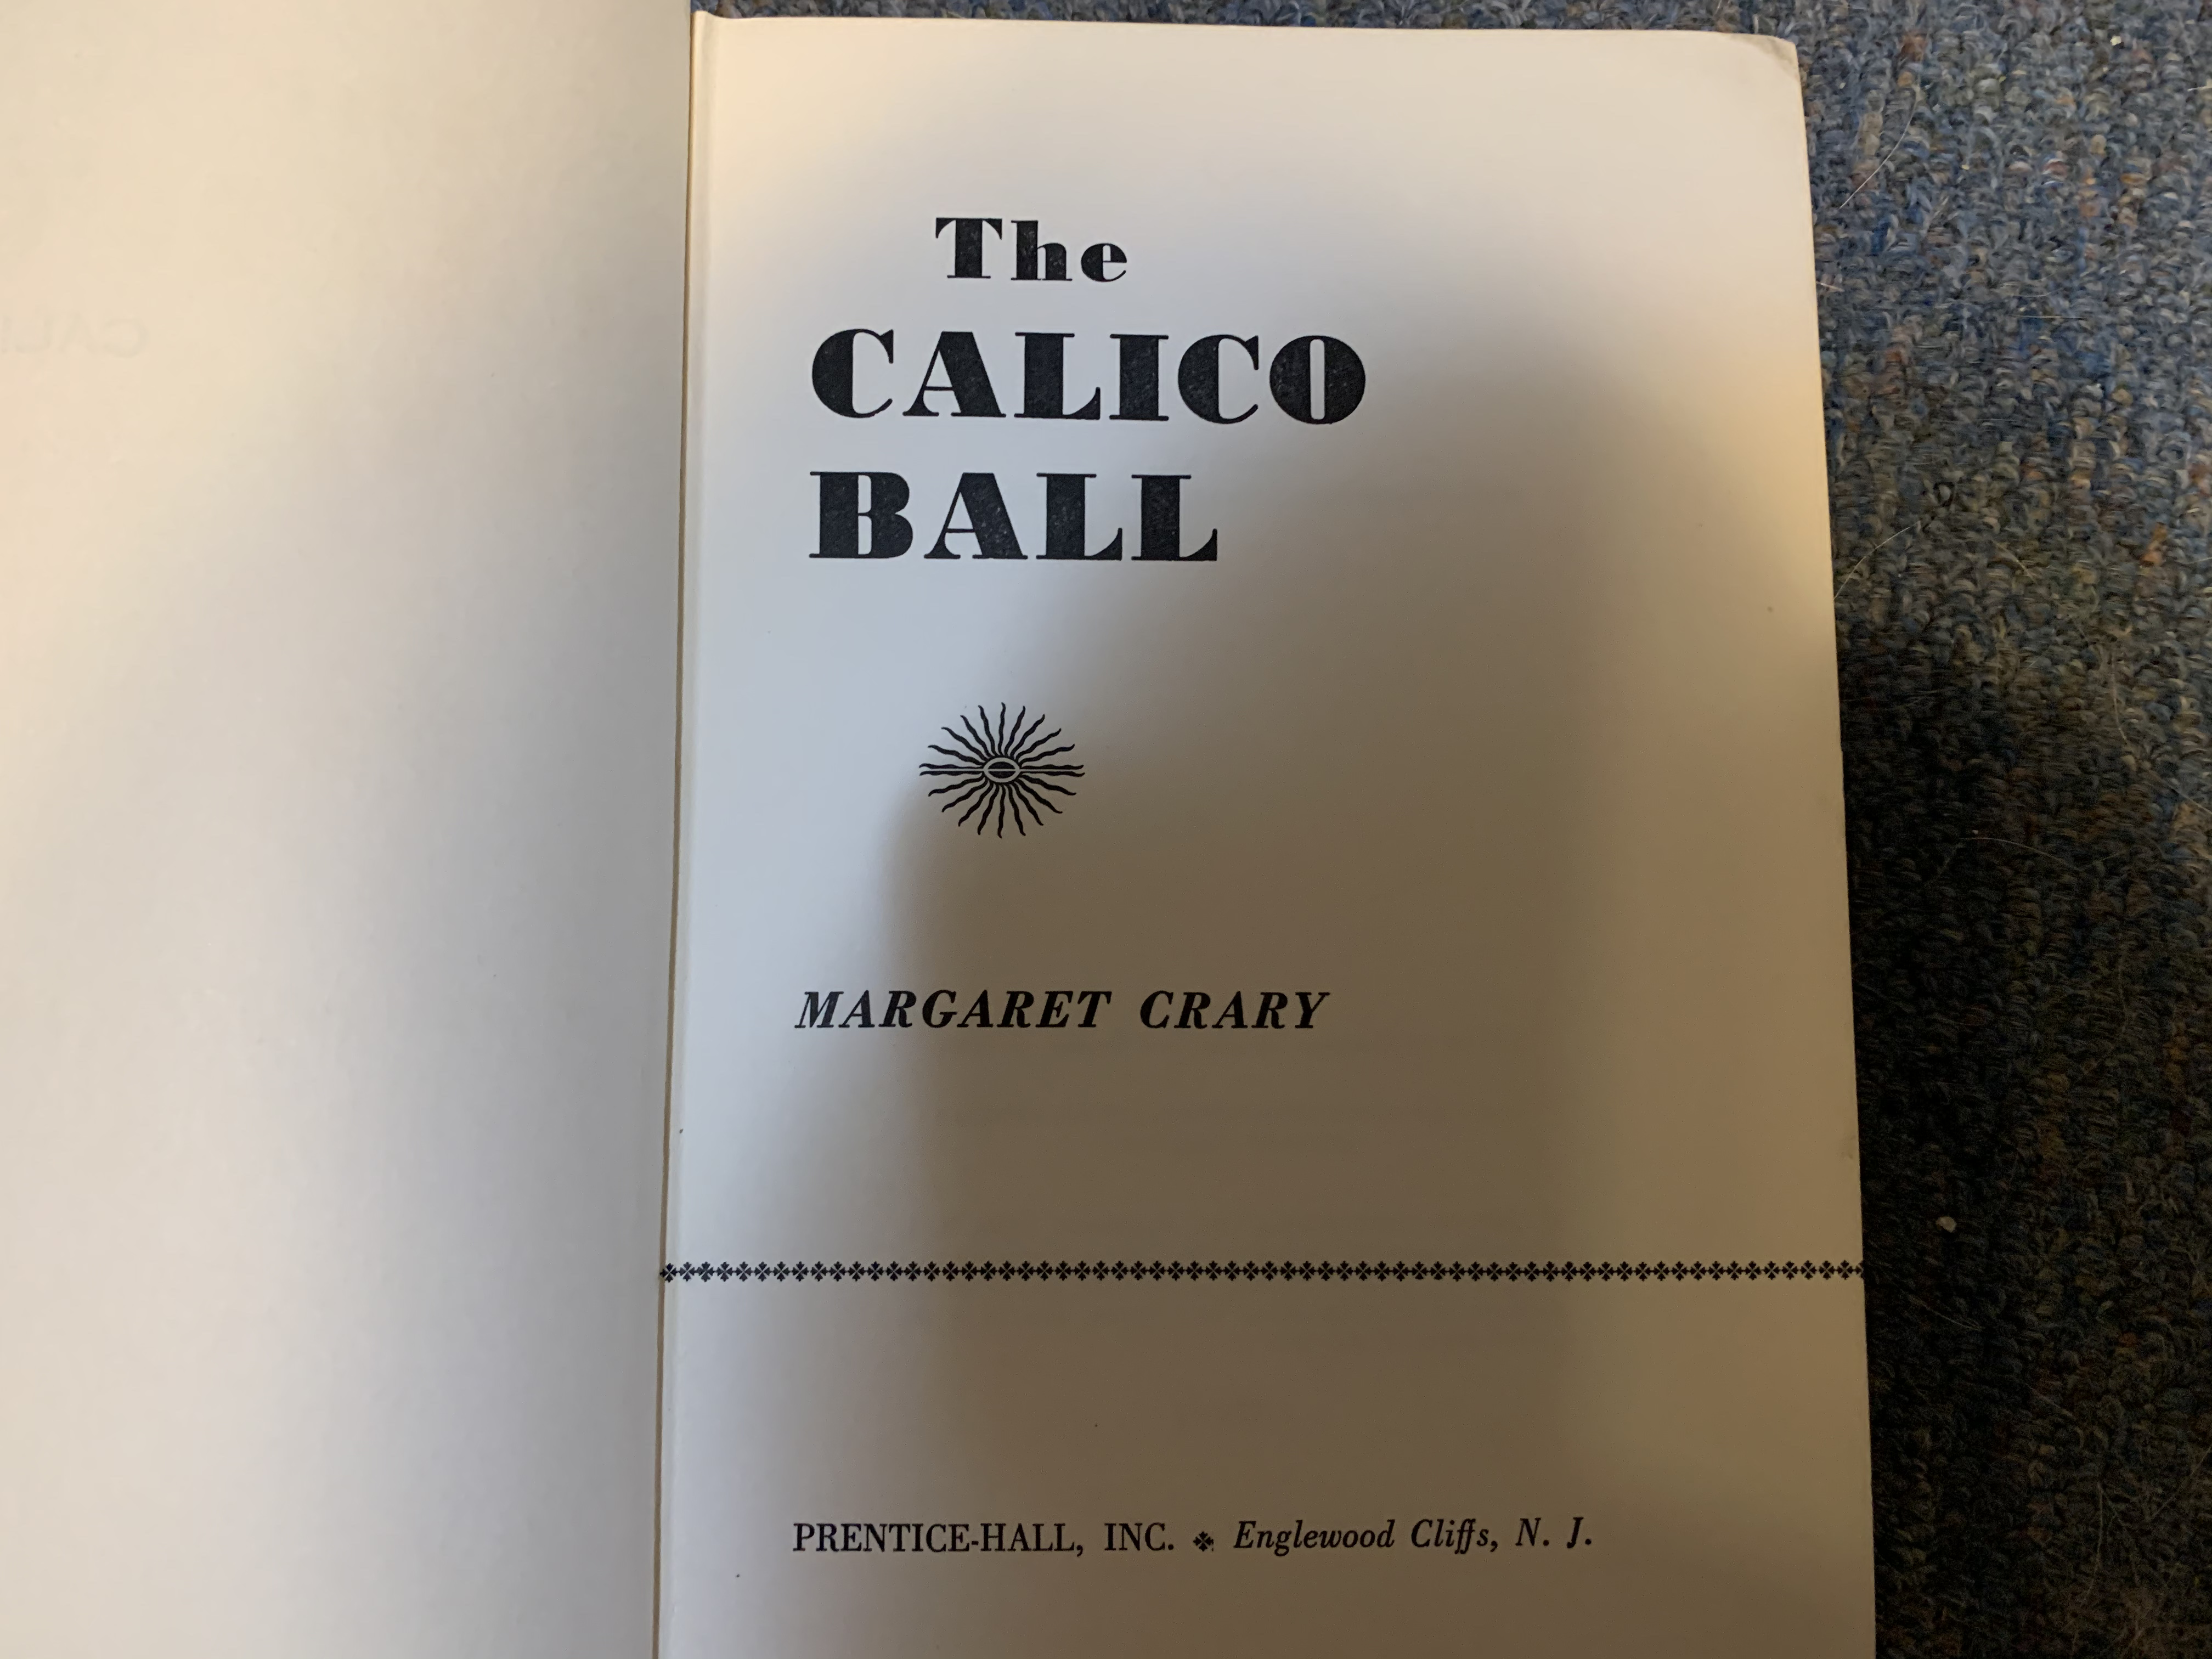 The
CALICO
BALL
MARGARET CRARY
PRENTICE-HALL, INC. Englewood Cliffs, N. J.